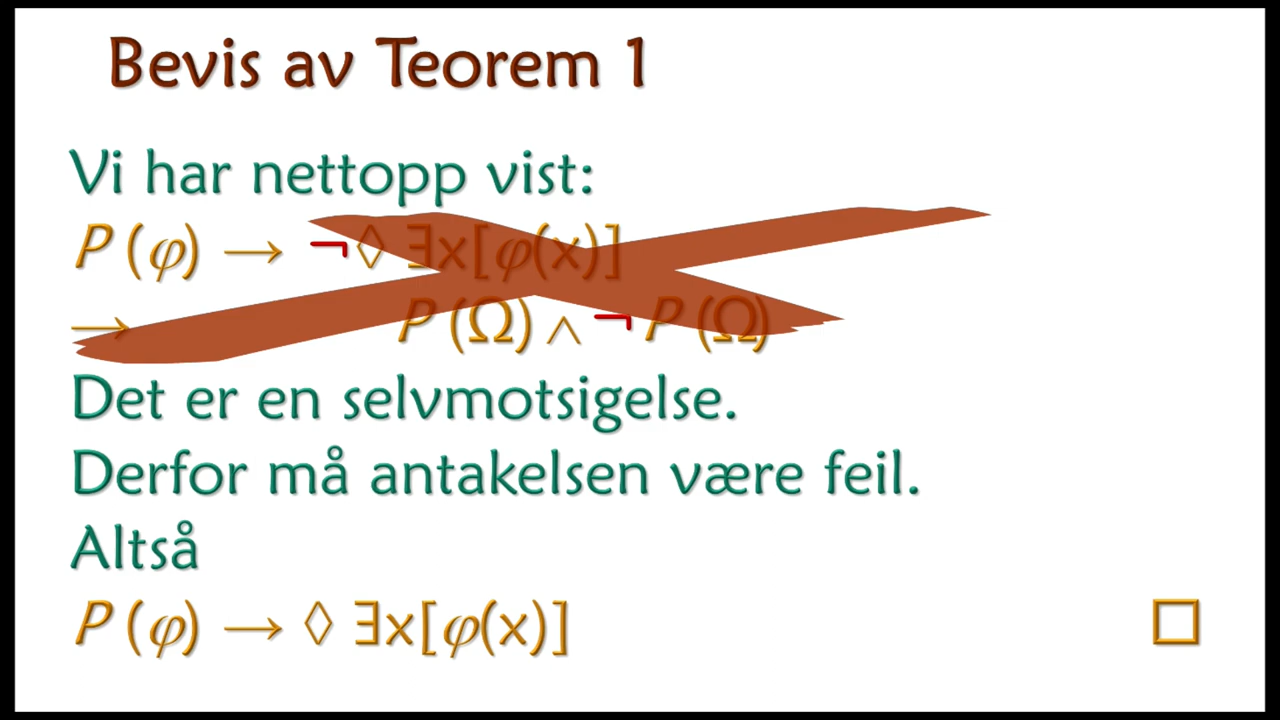 Bevis av Teorem 1
Vi har nettopp vist:
P (φ) → ¬◊ ∃x[φ(x)]
→ P (Ω) ∧ ¬ P (Ω)
Det er en selvmotsigelse.
Derfor må antakelsen være feil.
Altså
P (φ) → ◊ ∃x[φ(x)] □